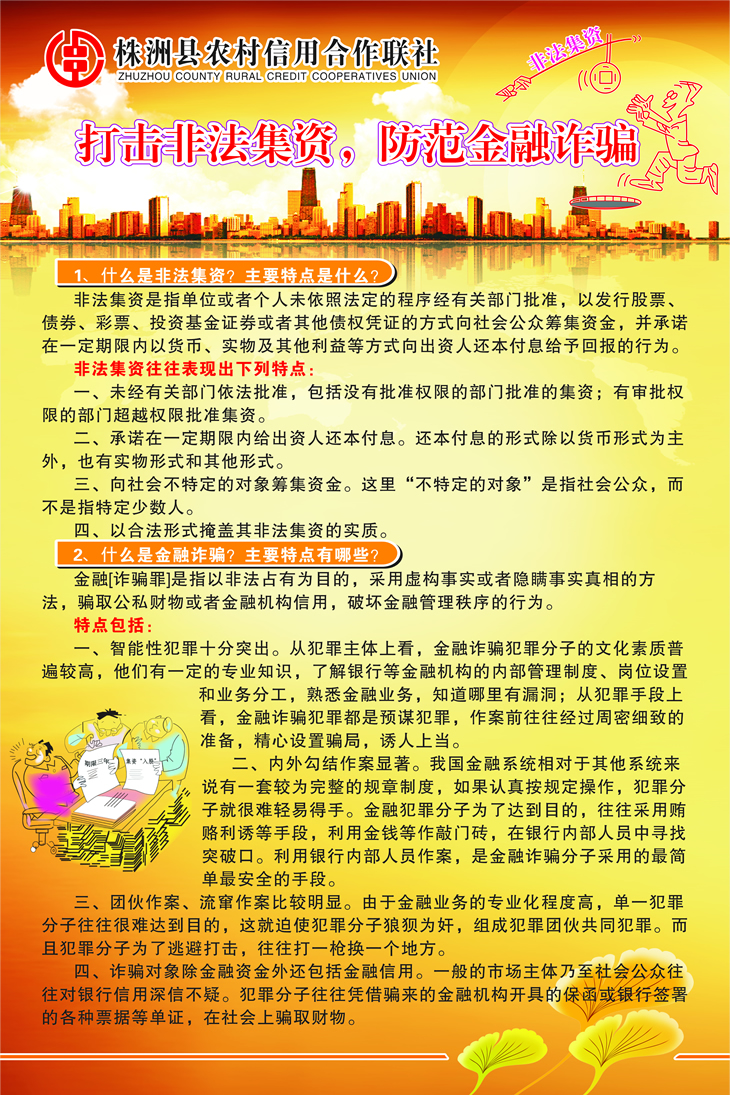 株洲县农村信用合作联社
ZHUZHOU COUNTY RURAL CREDIT COOPERATIVES UNION
非法集资
打击非法集资，防范金融诈骗
1、什么是非法集资？主要特点是什么？
非法集资是指单位或者个人未依照法定的程序经有关部门批准，以发行股票、
债券、彩票、投资基金证券或者其他债权凭证的方式向社会公众筹集资金，并承诺
在一定期限内以货币、实物及其他利益等方式向出资人还本付息给予回报的行为。
非法集资往往表现出下列特点：
一、未经有关部门依法批准，包括没有批准权限的部门批准的集资；有审批权
限的部门超越权限批准集资。
二、承诺在一定期限内给出资人还本付息。还本付息的形式除以货币形式为主
外，也有实物形式和其他形式。
三、向社会不特定的对象筹集资金。这里“不特定的对象”是指社会公众，而
不是指特定少数人。
四、以合法形式掩盖其非法集资的实质。
2、什么是金融诈骗？主要特点有哪些？
金融[诈骗罪]是指以非法占有为目的，采用虚构事实或者隐瞒事实真相的方
法，骗取公私财物或者金融机构信用，破坏金融管理秩序的行为。
特点包括：
一、智能性犯罪十分突出。从犯罪主体上看，金融诈骗犯罪分子的文化素质普
遍较高，他们有一定的专业知识，了解银行等金融机构的内部管理制度、岗位设置
和业务分工，熟悉金融业务，知道哪里有漏洞；从犯罪手段上
看，金融诈骗犯罪都是预谋犯罪，作案前往往经过周密细致的
准备，精心设置骗局，诱人上当。
二、内外勾结作案显著。我国金融系统相对于其他系统来
说有一套较为完整的规章制度，如果认真按规定操作，犯罪分
子就很难轻易得手。金融犯罪分子为了达到目的，往往采用贿
赂利诱等手段，利用金钱等作敲门砖，在银行内部人员中寻找
突破口。利用银行内部人员作案，是金融诈骗分子采用的最简
单最安全的手段。
集资“入股”
三、团伙作案、流窜作案比较明显。由于金融业务的专业化程度高，单一犯罪
分子往往很难达到目的，这就迫使犯罪分子狼狈为奸，组成犯罪团伙共同犯罪。而
且犯罪分子为了逃避打击，往往打一枪换一个地方。
四、诈骗对象除金融资金外还包括金融信用。一般的市场主体乃至社会公众往
往对银行信用深信不疑。犯罪分子往往凭借骗来的金融机构开具的保函或银行签署
的各种票据等单证，在社会上骗取财物。